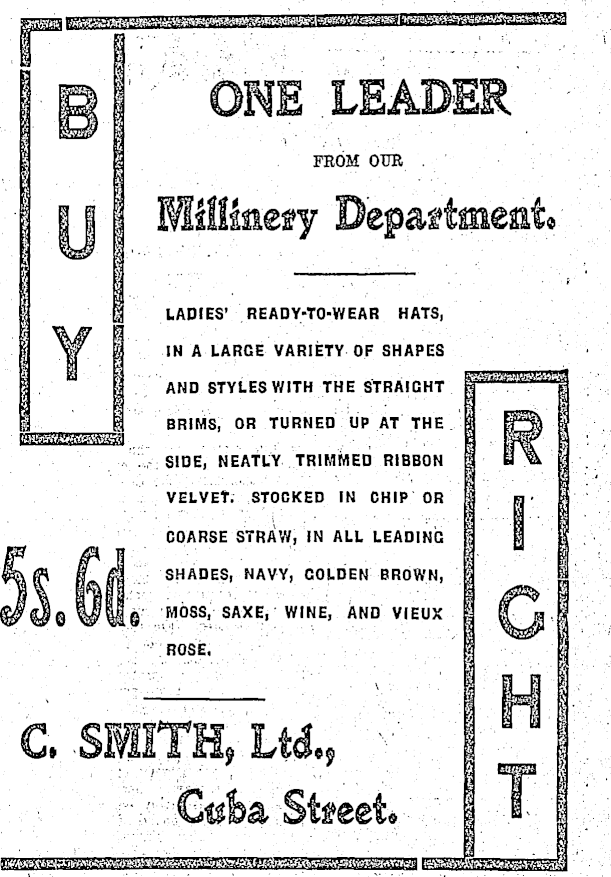 BUY
ONE LEADER
FROM OUR
Millinery Department.
LADIES' READY-TO-WEAR HATS,
IN A LARGE VARIETY OF SHAPES
AND STYLES WITH THE STRAIGHT
BRIMS, OR TURNED UP AT THE
SIDE, NEATLY TRIMMED RIBBON
VELVET. STOCKED IN CHIP OR
COARSE STRAW, IN ALL LEADING
SHADES, NAVY, GOLDEN BROWN,
MOSS, SAXE, WINE, AND VIEUX
ROSE.
5s. 6d.
RIGHT
C. SMITH, Ltd.,
Cuba Street.